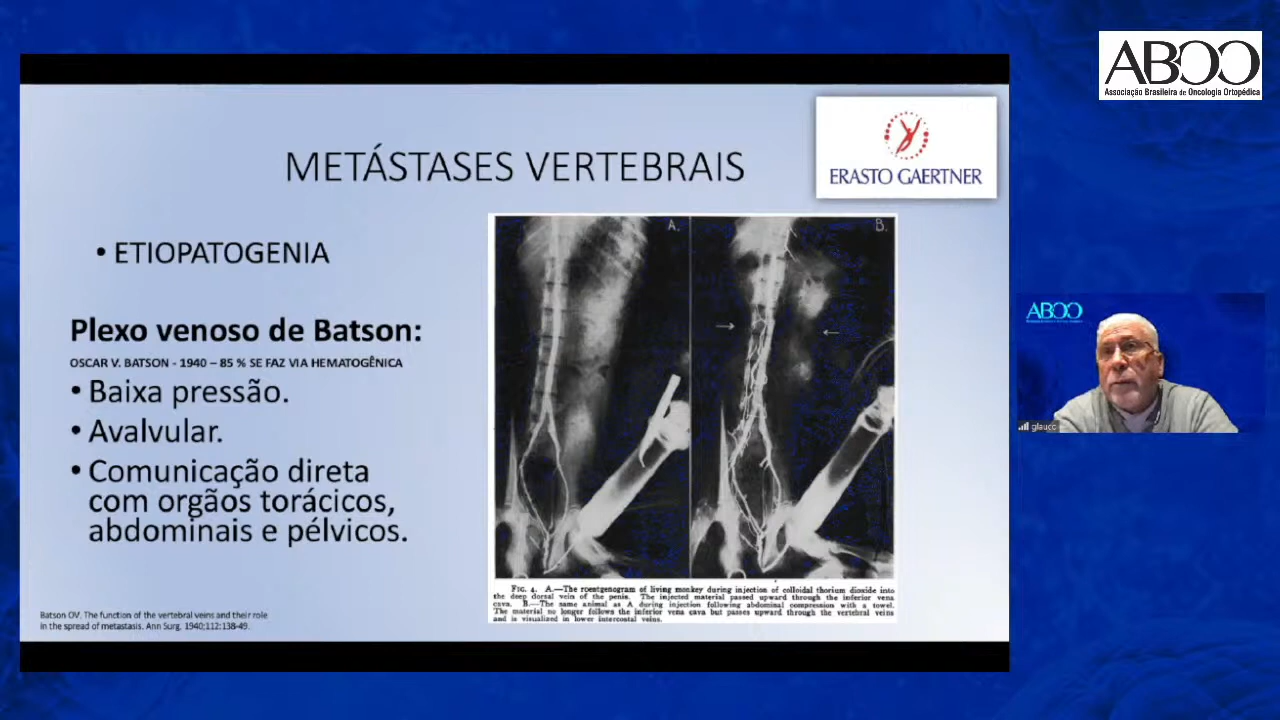 ABOO
Associação Brasileira de Oncologia Ortopédica
ERASTO GAERTNER
METÁSTASES VERTEBRAIS
• ETIOPATOGENIA
Plexo venoso de Batson:
OSCAR V. BATSON - 1940 – 85 % SE FAZ VIA HEMATOGÊNICA
• Baixa pressão.
• Avalvular.
• Comunicação direta
com orgãos torácicos,
abdominais e pélvicos.
A.
B.
FIG. 4. A.—The roentgenogram of living monkey during injection of colloidal thorium dioxide into
the deep dorsal vein of the penis. The injected material passed upward through the inferior vena
cava. B.—The same animal as A during injection following abdominal compression with a towel.
The material no longer follows the inferior vena cava but passes upward through the vertebral veins
and is visualized in lower intercostal veins.
Batson OV. The function of the vertebral veins and their role
in the spread of metastasis. Ann Surg. 1940;112:138-49.
ABOO
glauco